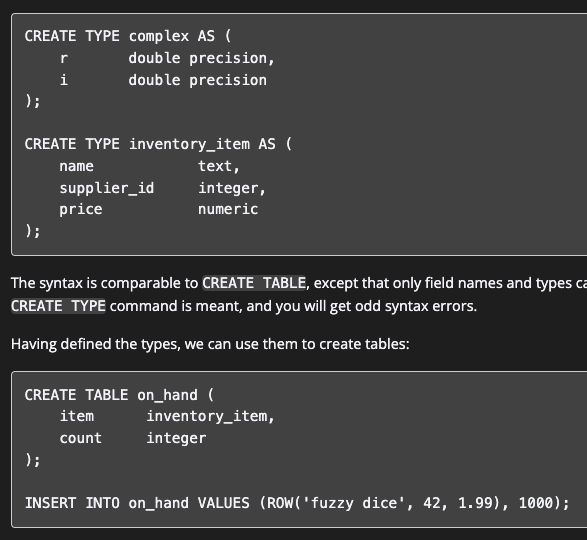 CREATE TYPE complex AS (
    r       double precision,
    i       double precision
);
CREATE TYPE inventory_item AS (
    name            text,
    supplier_id     integer,
    price           numeric
);
The syntax is comparable to CREATE TABLE, except that only field names and types ca
CREATE TYPE command is meant, and you will get odd syntax errors.
Having defined the types, we can use them to create tables:
CREATE TABLE on_hand (
    item      inventory_item,
    count     integer
);
INSERT INTO on_hand VALUES (ROW('fuzzy dice', 42, 1.99), 1000);